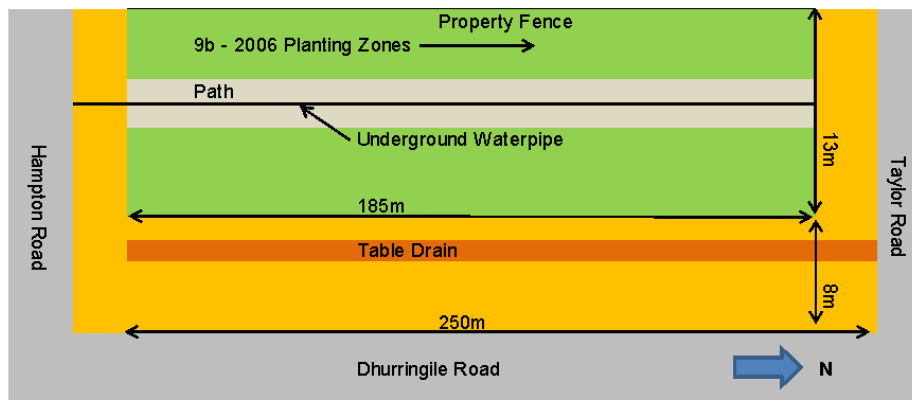 Property Fence
9b - 2006 Planting Zones
Path
Underground Waterpipe
13m
Hampton Road
Taylor Road
185m
Table Drain
8m
250m
Dhurringile Road
N